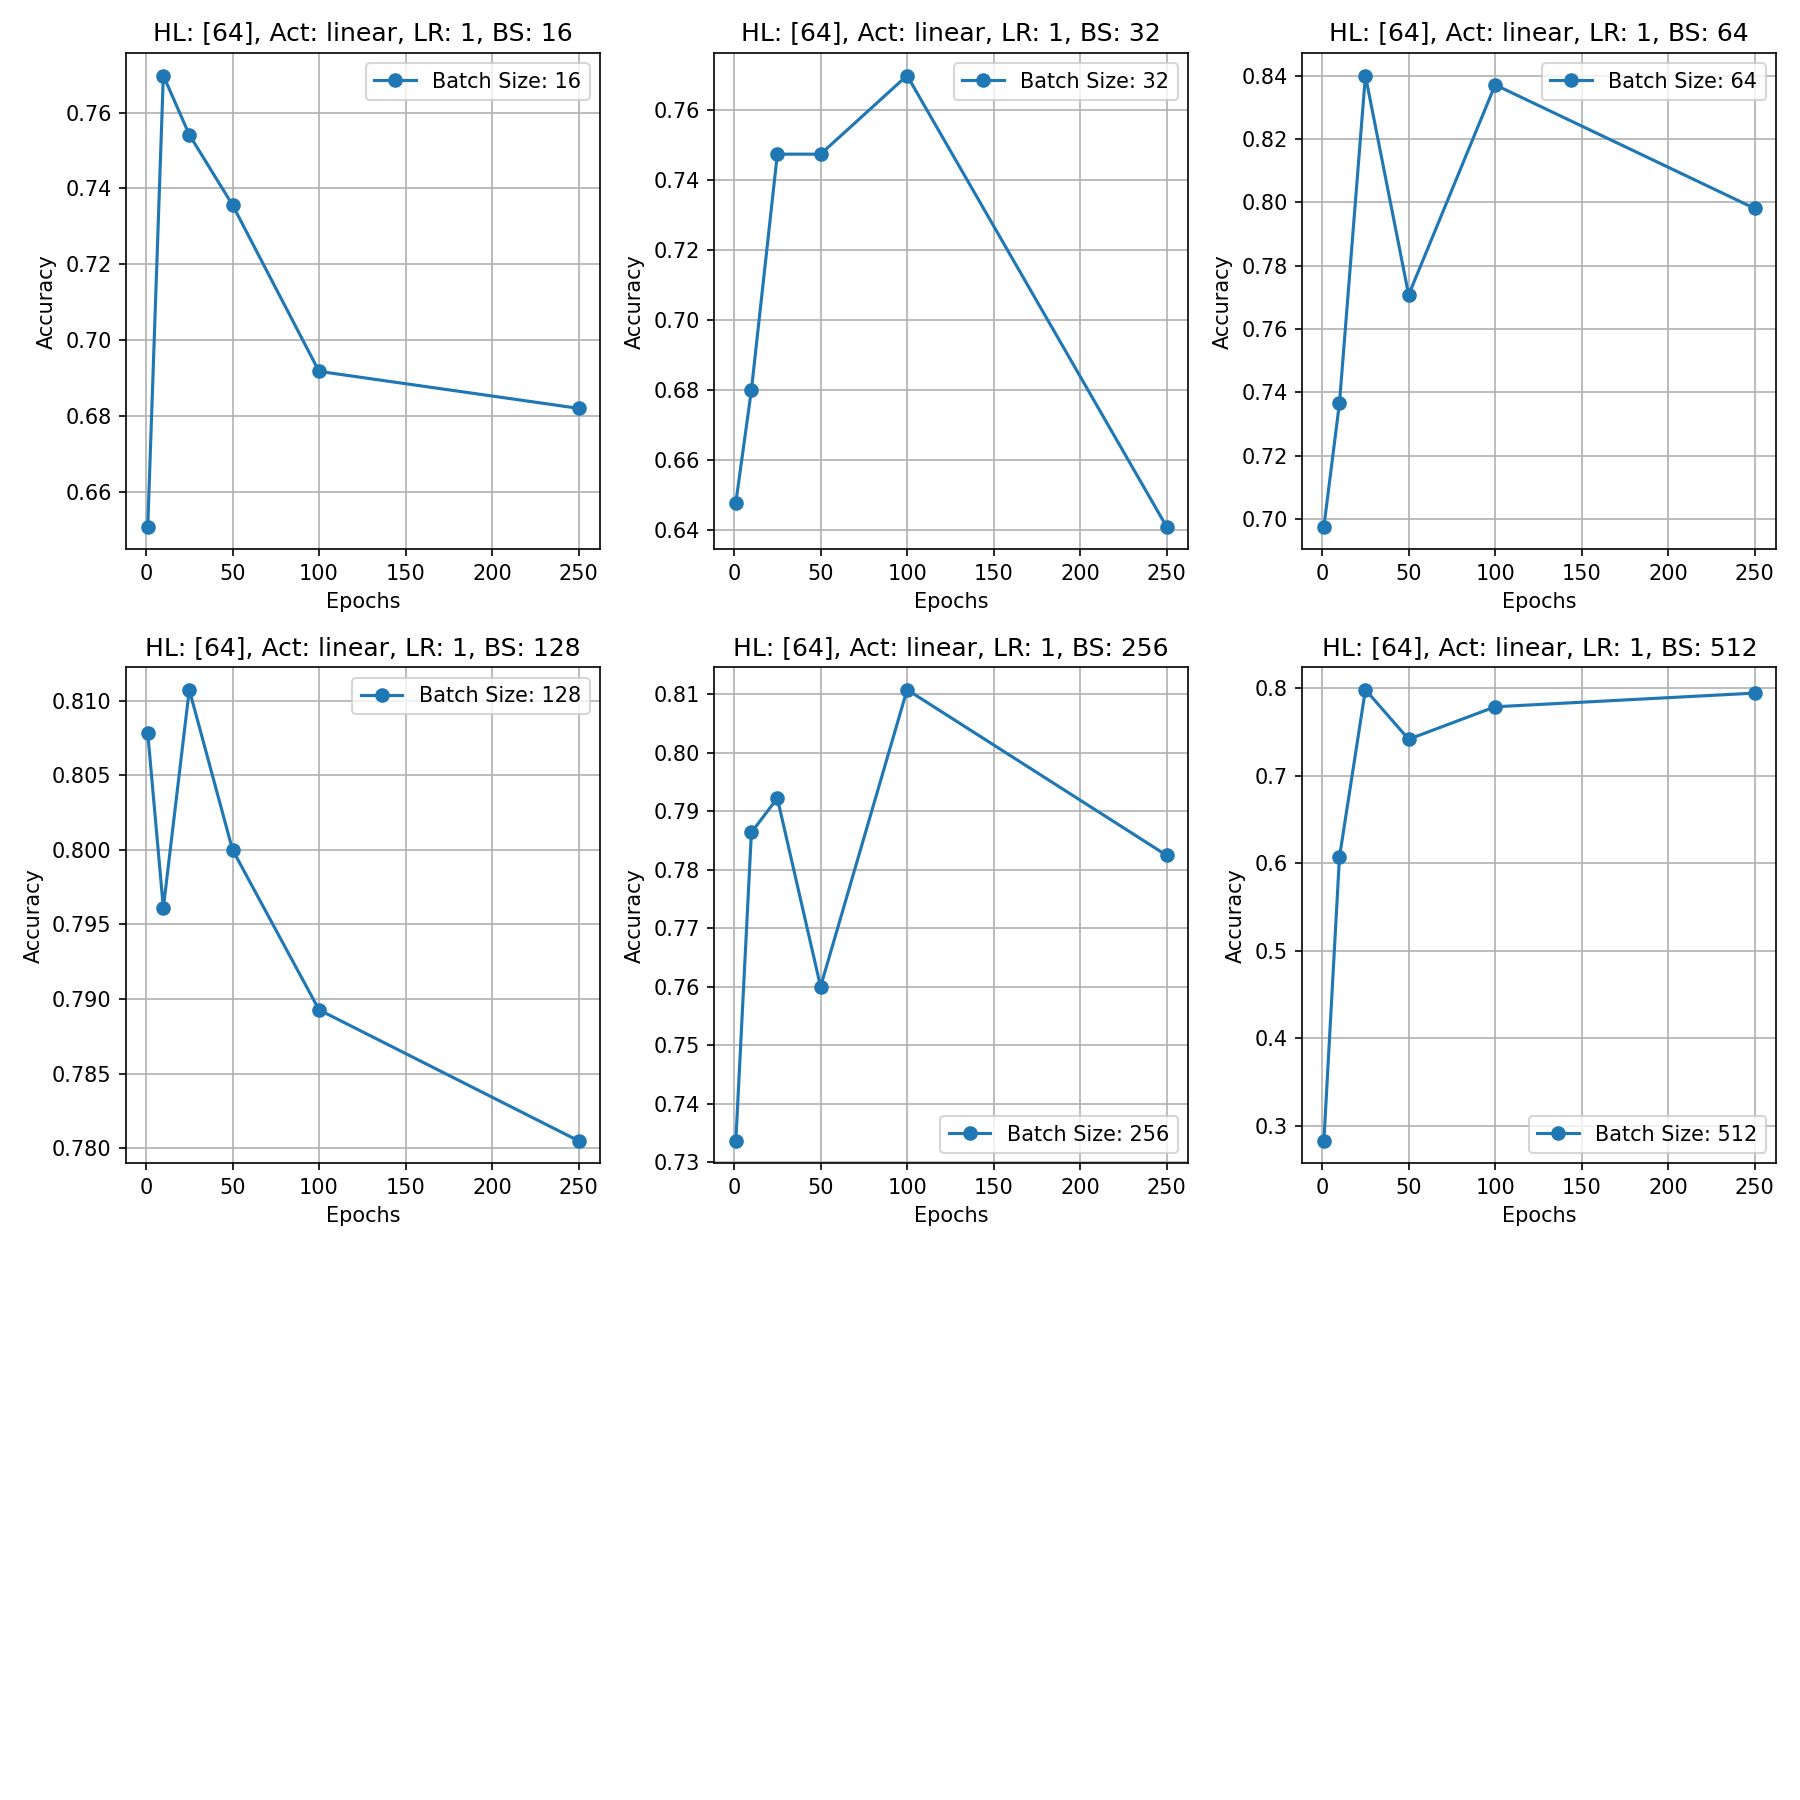 HL: [64], Act: linear, LR: 1, BS: 16
Batch Size: 16
Accuracy
0.76
0.74
0.72
0.70
0.68
0.66
0 50 100 150 200 250
Epochs
HL: [64], Act: linear, LR: 1, BS: 32
Batch Size: 32
Accuracy
0.76
0.74
0.72
0.70
0.68
0.66
0.64
0 50 100 150 200 250
Epochs
HL: [64], Act: linear, LR: 1, BS: 64
Batch Size: 64
Accuracy
0.84
0.82
0.80
0.78
0.76
0.74
0.72
0.70
0 50 100 150 200 250
Epochs
HL: [64], Act: linear, LR: 1, BS: 128
Batch Size: 128
Accuracy
0.810
0.805
0.800
0.795
0.790
0.785
0.780
0 50 100 150 200 250
Epochs
HL: [64], Act: linear, LR: 1, BS: 256
Accuracy
0.81
0.80
0.79
0.78
0.77
0.76
0.75
0.74
0.73
Batch Size: 256
0 50 100 150 200 250
Epochs
HL: [64], Act: linear, LR: 1, BS: 512
Accuracy
0.8
0.7
0.6
0.5
0.4
0.3
Batch Size: 512
0 50 100 150 200 250
Epochs